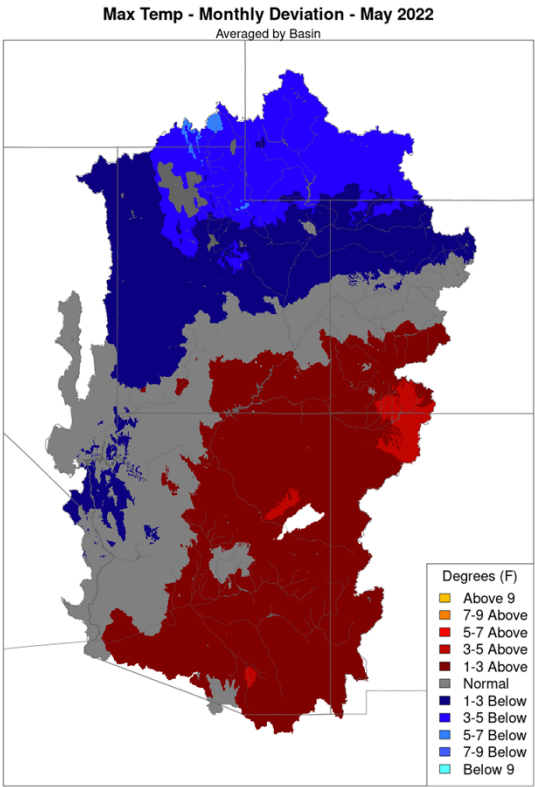 Max Temp - Monthly Deviation - May 2022
Averaged by Basin
Degrees (F)
Above 9
7-9 Above
5-7 Above
3-5 Above
1-3 Above
Normal
1-3 Below
3-5 Below
5-7 Below
7-9 Below
Below 9